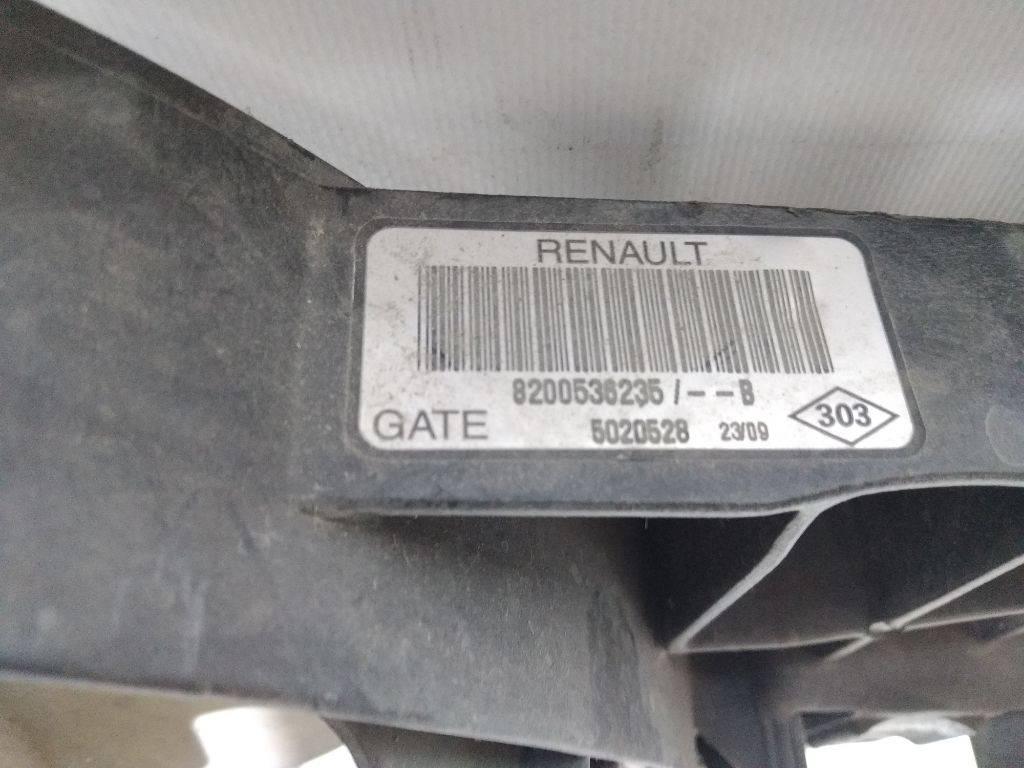 RENAULT
8200536235/--B
GATE 5020528 23/09 303